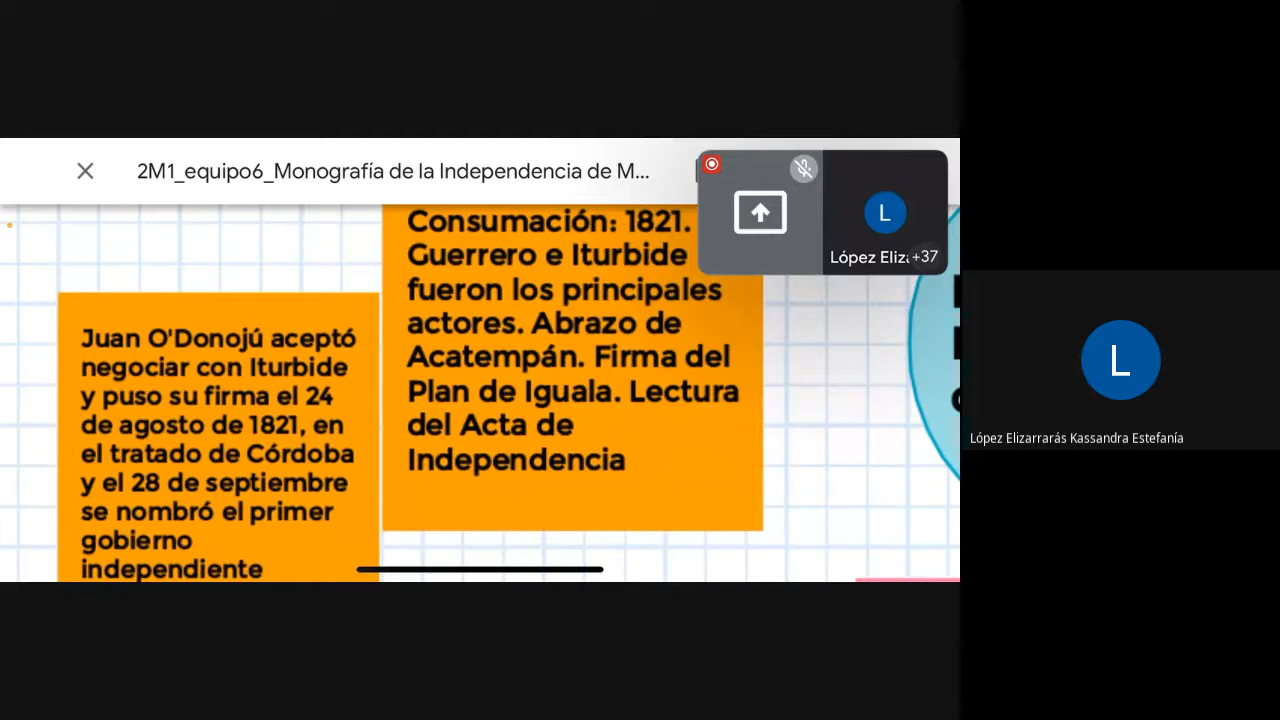 2M1_equipo6_Monografía de la Independencia de M...
L
López Eliz
+37
Consumación: 1821.
Guerrero e Iturbide
fueron los principales
actores. Abrazo de
Acatempán. Firma del
Plan de Iguala. Lectura
del Acta de
Independencia
Juan O'Donojú aceptó
negociar con Iturbide
y puso su firma el 24
de agosto de 1821, en
el tratado de Córdoba
y el 28 de septiembre
se nombró el primer
gobierno
independiente
L
López Elizarrarás Kassandra Estefanía